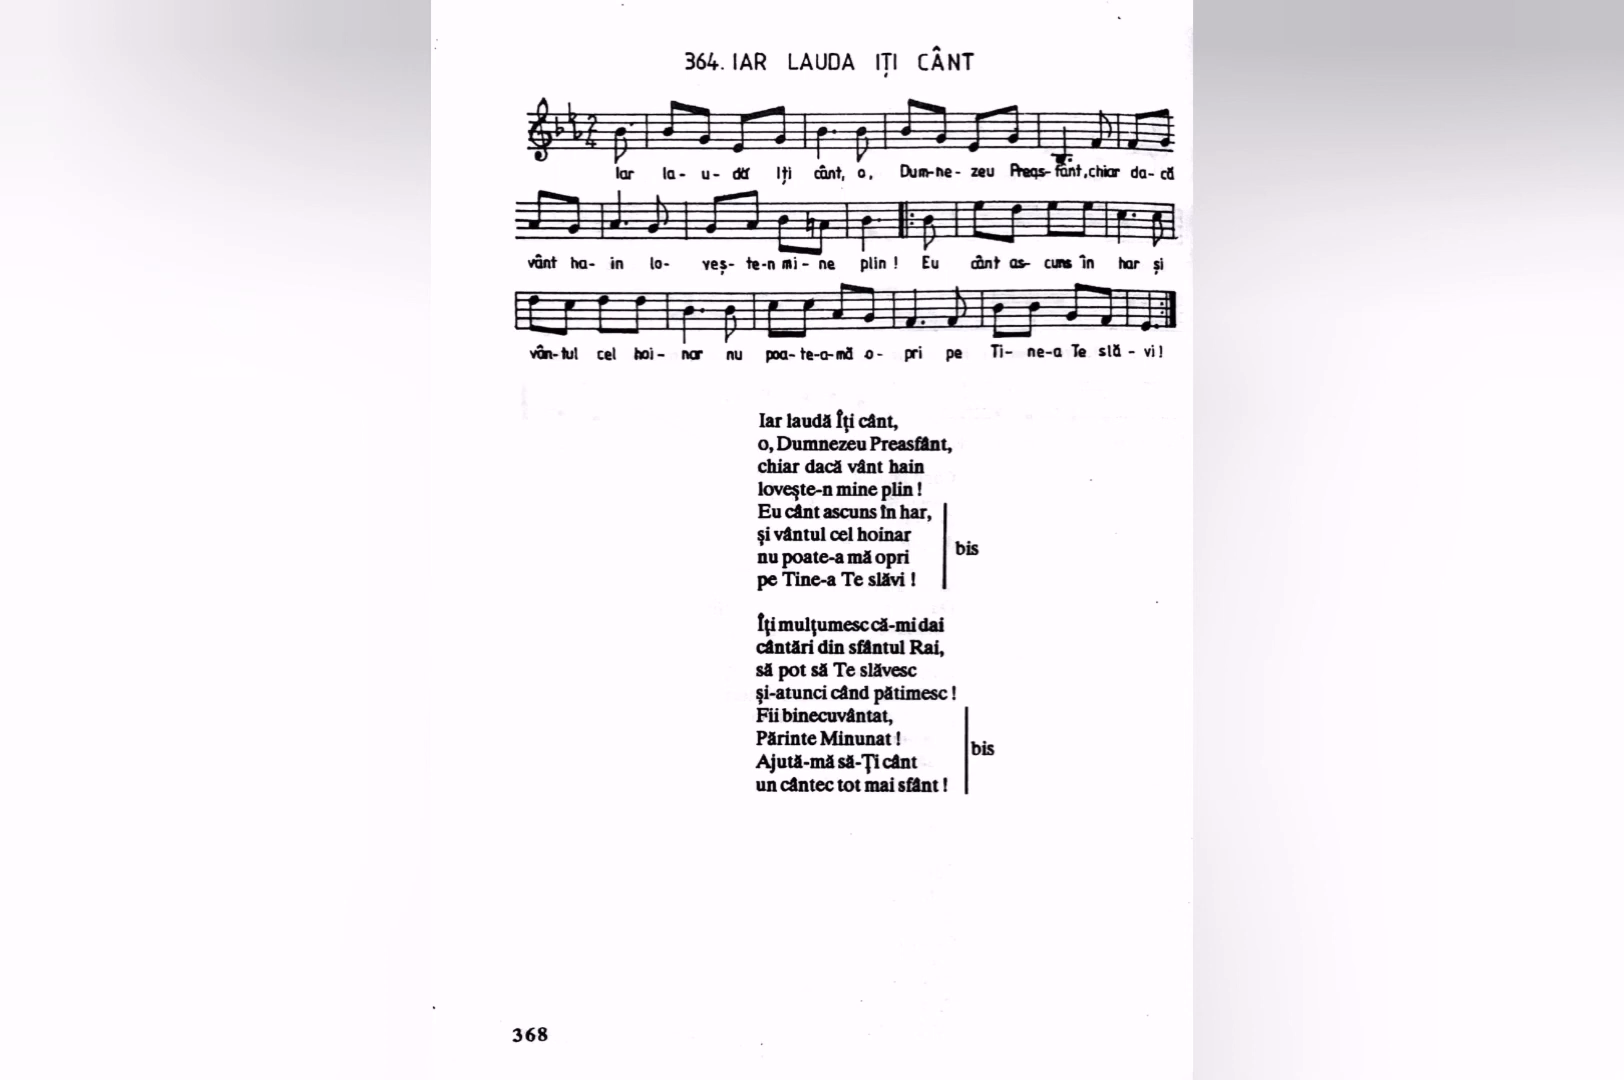 364. IAR LAUDA IȚI CÂNT
Iar la- u- dă Iți cânt, o, Dum-ne- zeu Preas-fânt, chiar da-că
vânt ha- in lo- veș- te-n mi- ne plin ! Eu cânt as- cuns în har și
vân-tul cel hoi- nar nu poa-te-a-mă o- pri pe Ti- ne-a Te slă - vi !
Iar laudă Îți cânt,
o, Dumnezeu Preasfânt,
chiar dacă vânt hain
lovește-n mine plin !
Eu cânt ascuns în har,
și vântul cel hoinar
bis
nu poate-a mă opri
pe Tine-a Te slăvi !
Îți mulțumesc că-mi dai
cântări din sfântul Rai,
să pot să Te slăvesc
și-atunci când pătimesc !
Fii binecuvântat,
Părinte Minunat !
bis
Ajută-mă să-Ți cânt
un cântec tot mai sfânt !
368